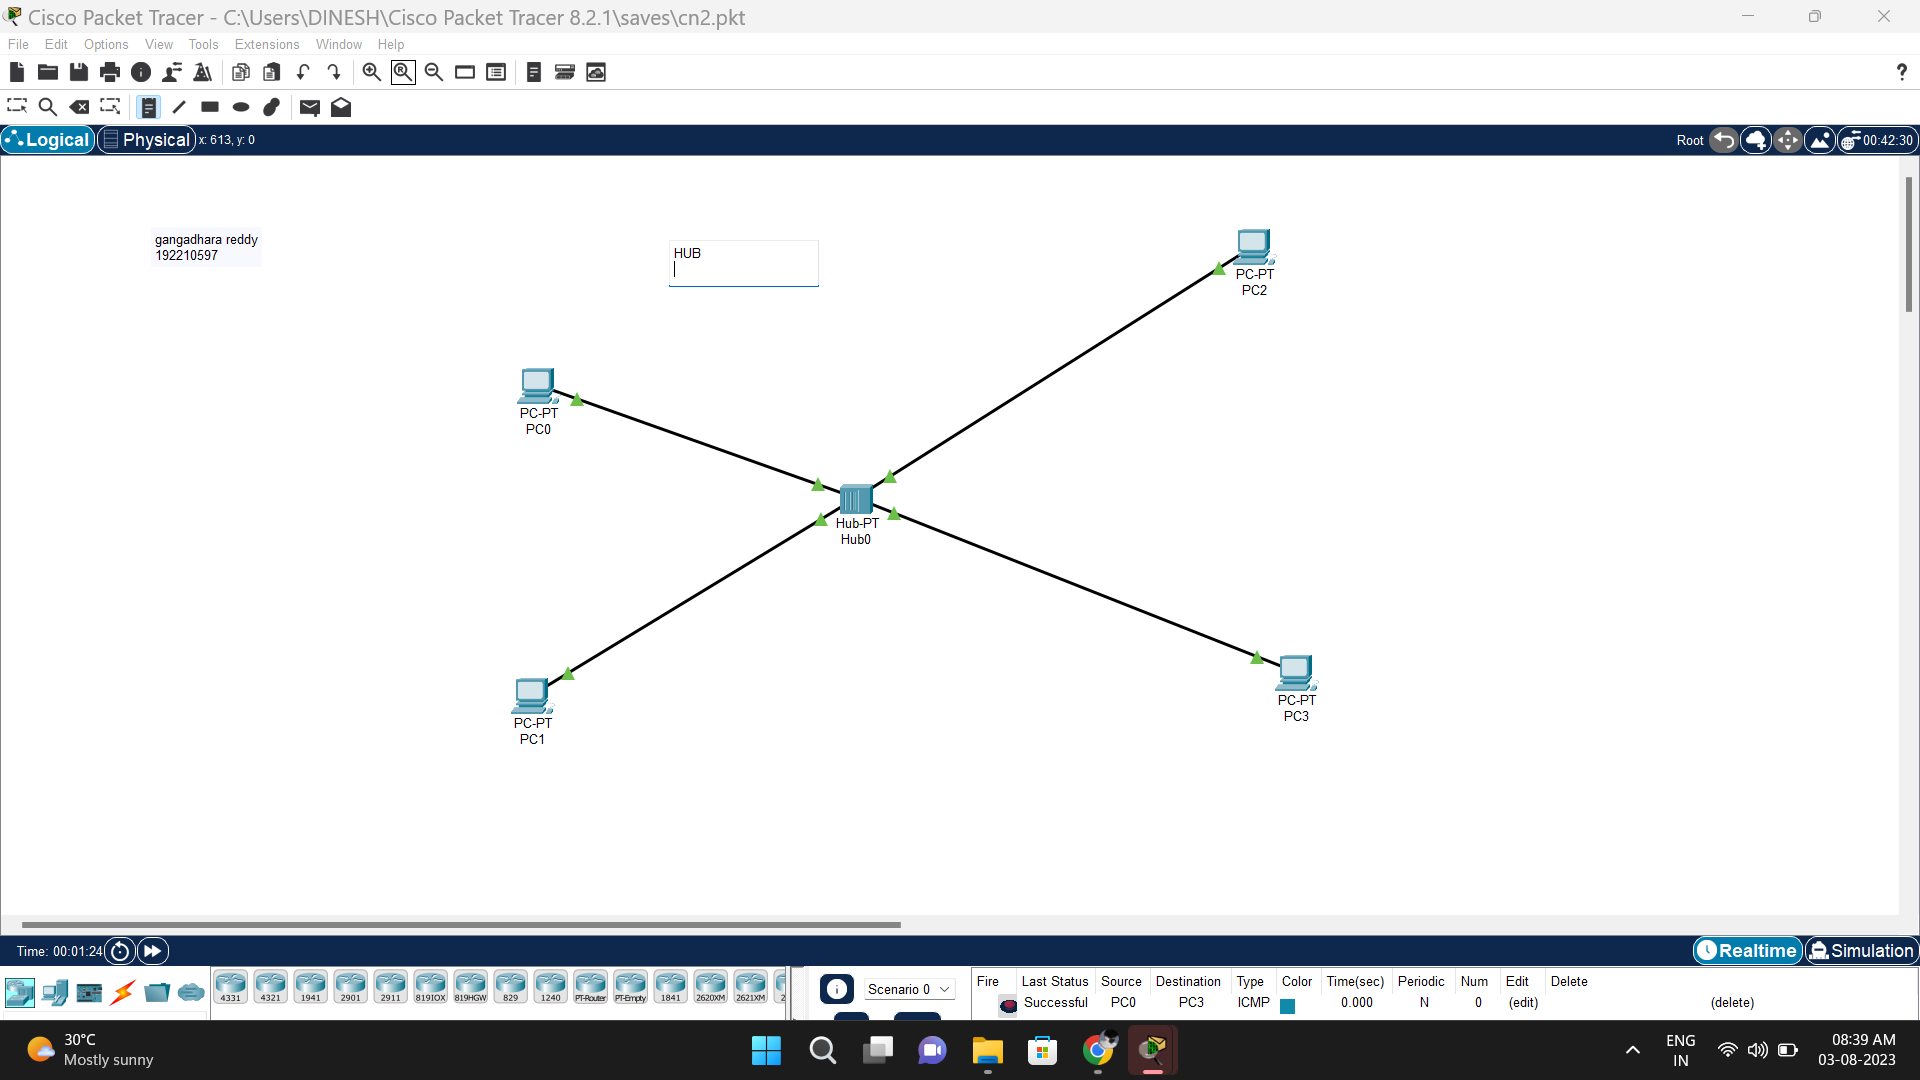 Cisco Packet Tracer - C:\Users\DINESH\Cisco Packet Tracer 8.2.1\saves\cn2.pkt
File Edit Options View Tools Extensions Window Help
?
Logical Physical x: 613, y: 0 Root 00:42:30
gangadhara reddy
192210597
HUB
PC-PT
PC2
PC-PT
PC0
Hub-PT
Hub0
PC-PT
PC3
PC-PT
PC1
Time: 00:01:24 Realtime Simulation
4331 4321 1941 2901 2911 819IOX 819HGW 829 1240 PT-Router PT-Empty 1841 2620XM 2621XM 2
Scenario 0
Fire Last Status Source Destination Type Color Time(sec) Periodic Num Edit Delete
Successful PC0 PC3 ICMP 0.000 N 0 (edit) (delete)
30°C
Mostly sunny
ENG
IN
08:39 AM
03-08-2023